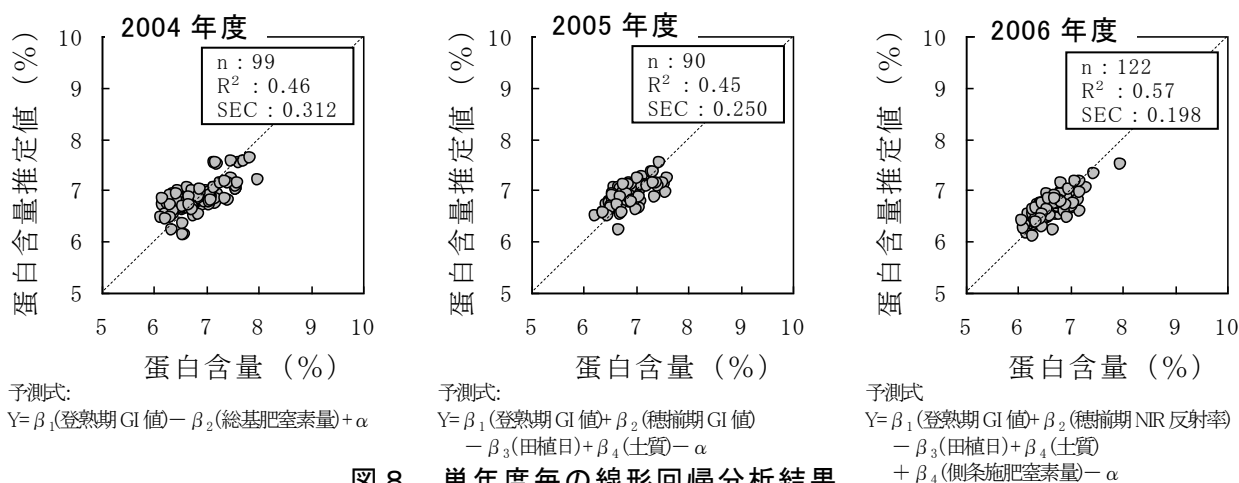 2004 年度
n : 99
R² : 0.46
SEC : 0.312
蛋白含量推定値 (%)
10
9
8
7
6
5
5 6 7 8 9 10
蛋白含量 (%)
予測式:
Y= β₁(登熟期 GI 値)− β₂(総基肥窒素量)+ α
2005 年度
n : 90
R² : 0.45
SEC : 0.250
蛋白含量推定値 (%)
10
9
8
7
6
5
5 6 7 8 9 10
蛋白含量 (%)
予測式:
Y= β₁(登熟期 GI 値)+ β₂(穂揃期 GI 値)
− β₃(田植日)+ β₄(土質)− α
2006 年度
n : 122
R² : 0.57
SEC : 0.198
蛋白含量推定値 (%)
10
9
8
7
6
5
5 6 7 8 9 10
蛋白含量 (%)
予測式
Y= β₁(登熟期 GI 値)+ β₂(穂揃期 NIR 反射率)
− β₃(田植日)+ β₄(土質)
+ β₄(側条施肥窒素量)− α
図８　単年度毎の線形回帰分析結果